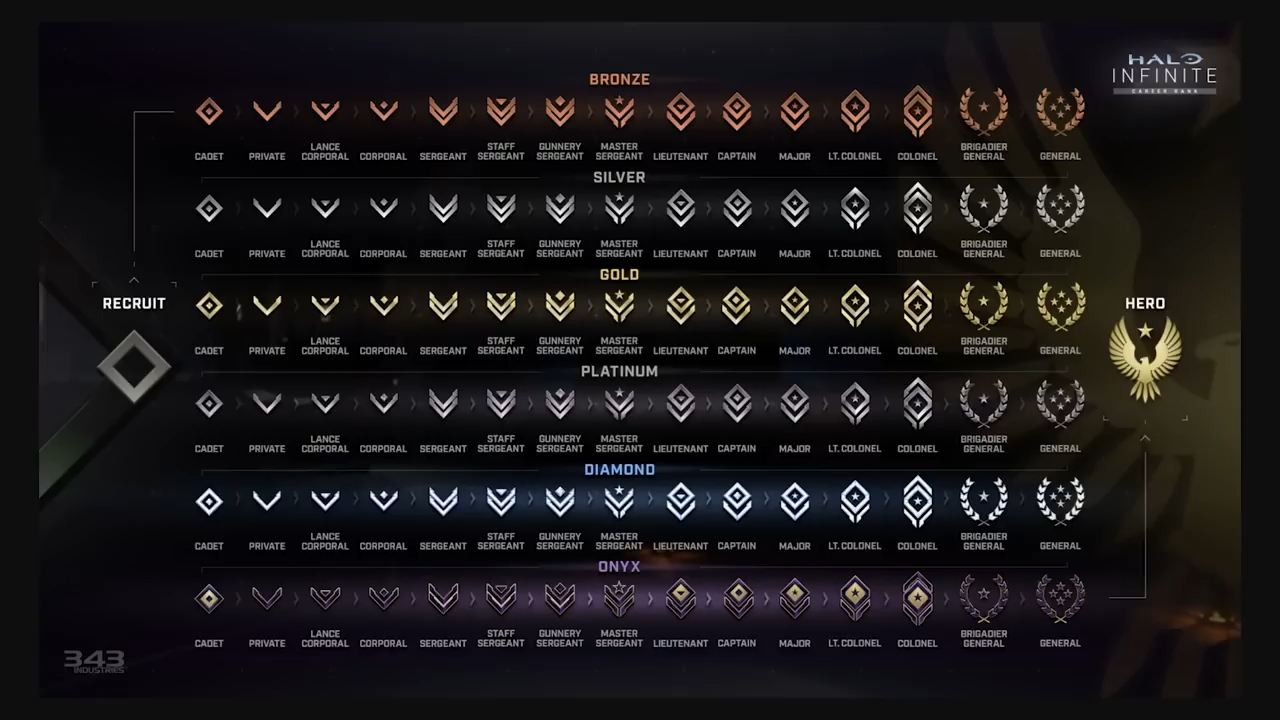 HALO
INFINITE
CAREER RANK
BRONZE
CADET PRIVATE LANCE CORPORAL CORPORAL SERGEANT STAFF SERGEANT GUNNERY SERGEANT MASTER SERGEANT LIEUTENANT CAPTAIN MAJOR LT. COLONEL COLONEL BRIGADIER GENERAL GENERAL
SILVER
CADET PRIVATE LANCE CORPORAL CORPORAL SERGEANT STAFF SERGEANT GUNNERY SERGEANT MASTER SERGEANT LIEUTENANT CAPTAIN MAJOR LT. COLONEL COLONEL BRIGADIER GENERAL GENERAL
GOLD
RECRUIT
HERO
CADET PRIVATE LANCE CORPORAL CORPORAL SERGEANT STAFF SERGEANT GUNNERY SERGEANT MASTER SERGEANT LIEUTENANT CAPTAIN MAJOR LT. COLONEL COLONEL BRIGADIER GENERAL GENERAL
PLATINUM
CADET PRIVATE LANCE CORPORAL CORPORAL SERGEANT STAFF SERGEANT GUNNERY SERGEANT MASTER SERGEANT LIEUTENANT CAPTAIN MAJOR LT. COLONEL COLONEL BRIGADIER GENERAL GENERAL
DIAMOND
CADET PRIVATE LANCE CORPORAL CORPORAL SERGEANT STAFF SERGEANT GUNNERY SERGEANT MASTER SERGEANT LIEUTENANT CAPTAIN MAJOR LT. COLONEL COLONEL BRIGADIER GENERAL GENERAL
ONYX
CADET PRIVATE LANCE CORPORAL CORPORAL SERGEANT STAFF SERGEANT GUNNERY SERGEANT MASTER SERGEANT LIEUTENANT CAPTAIN MAJOR LT. COLONEL COLONEL BRIGADIER GENERAL GENERAL
343
INDUSTRIES